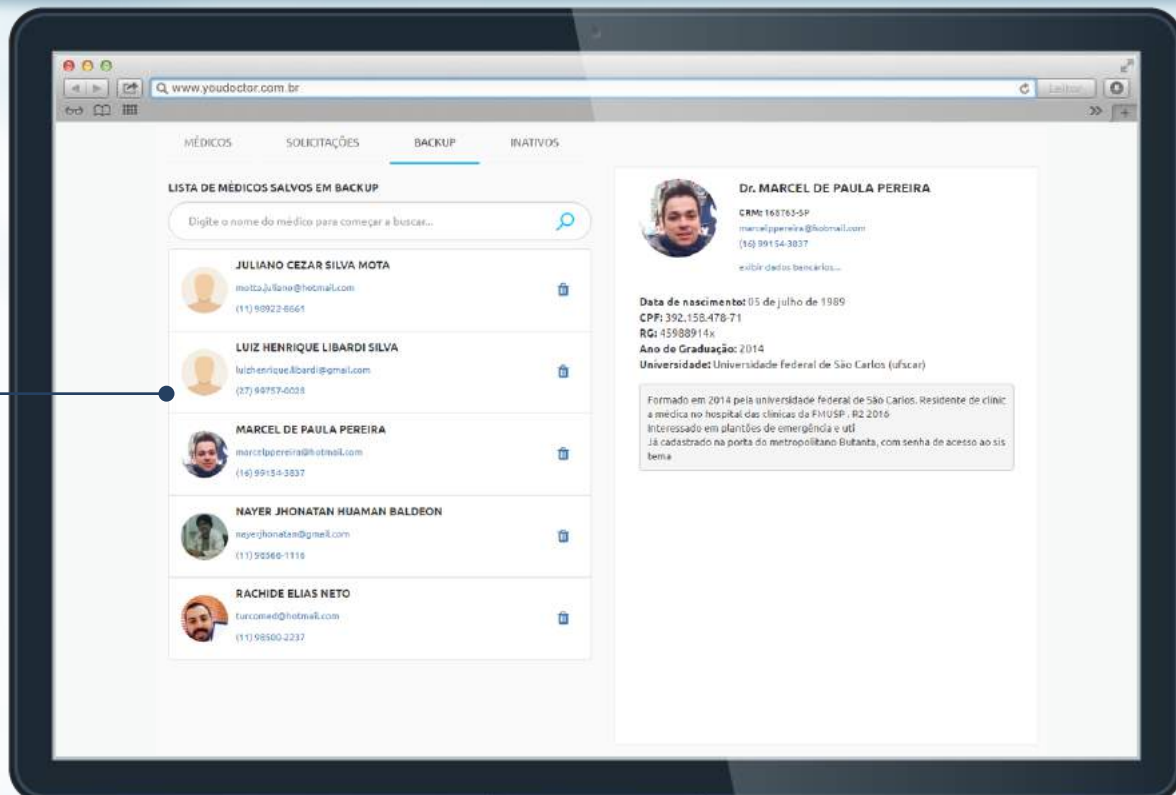 www.youdoctor.com.br
Leitor
MÉDICOS SOLICITAÇÕES BACKUP INATIVOS
LISTA DE MÉDICOS SALVOS EM BACKUP
Digite o nome do médico para começar a buscar...
JULIANO CEZAR SILVA MOTA
motta.juliano@hotmail.com
(11)
LUIZ HENRIQUE LIBARDI SILVA
luizhenrique.libardi@gmail.com
(27) 99757-0028
MARCEL DE PAULA PEREIRA
marcelppereira@hotmail.com
(16) 99154-3837
NAYER JHONATAN HUAMAN BALDEON
nayerjhonatan@gmail.com
(11)
RACHIDE ELIAS NETO
turcomed@hotmail.com
(11) 98500-2237
Dr. MARCEL DE PAULA PEREIRA
CRM: 168763-SP
marcelppereira@hotmail.com
(16) 99154-3837
exibir dados bancários...
Data de nascimento: 05 de julho de 1989
CPF: 392.158.478-71
RG: 45988914x
Ano de Graduação: 2014
Universidade: Universidade federal de São Carlos (ufscar)
Formado em 2014 pela universidade federal de São Carlos. Residente de clinic
a médica no hospital das clinicas da FMUSP . R2 2016
Interessado em plantões de emergência e uti
Já cadastrado na porta do metropolitano Butanta, com senha de acesso ao sis
tema